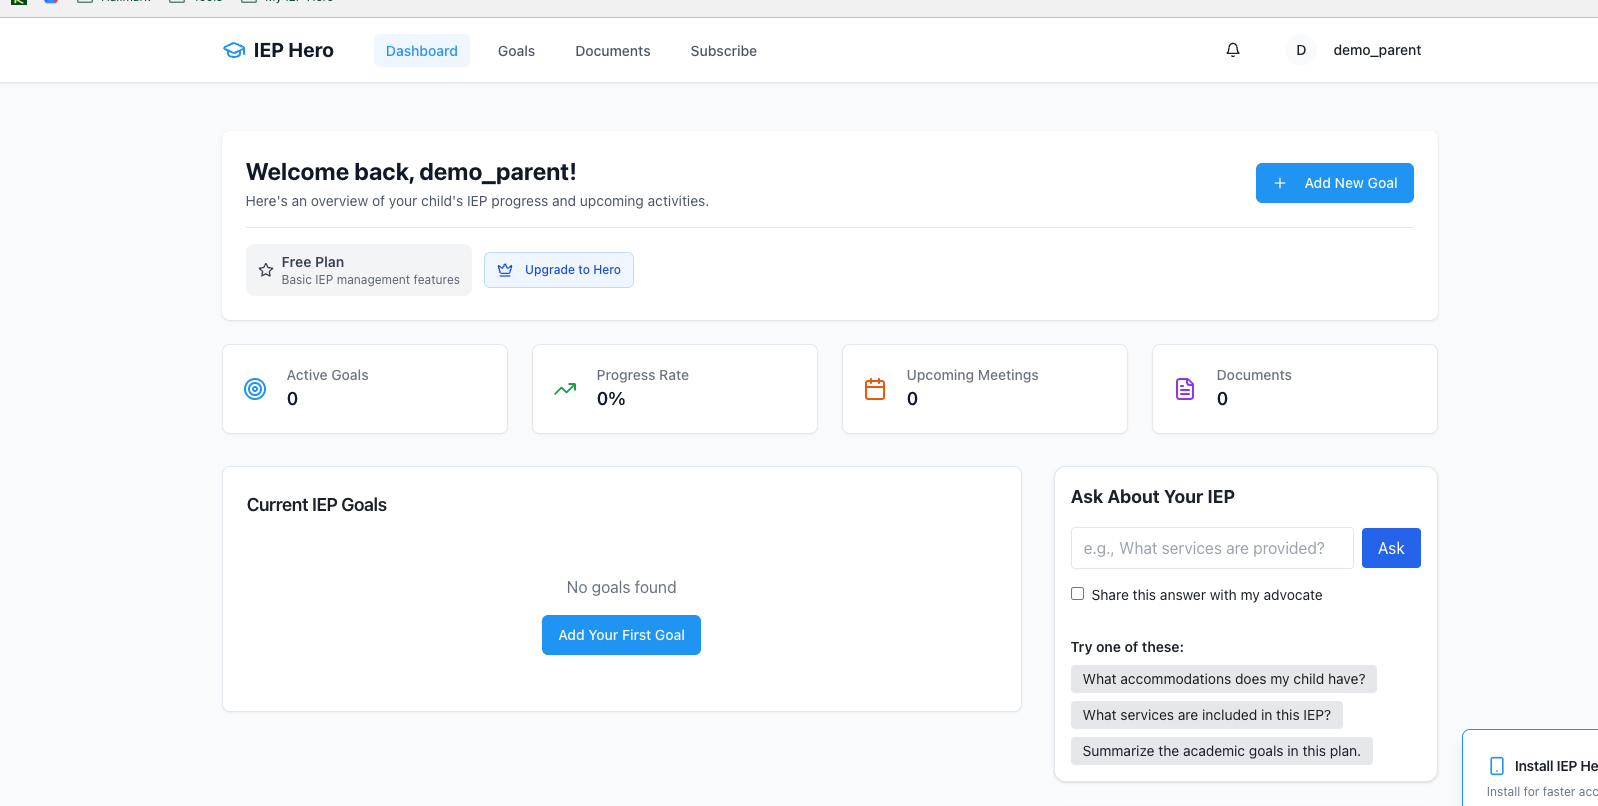 IEP Hero
Dashboard
Goals
Documents
Subscribe
D
demo_parent
Welcome back, demo_parent!
Here's an overview of your child's IEP progress and upcoming activities.
Add New Goal
Free Plan
Basic IEP management features
Upgrade to Hero
Active Goals
0
Progress Rate
0%
Upcoming Meetings
0
Documents
0
Current IEP Goals
No goals found
Add Your First Goal
Ask About Your IEP
e.g., What services are provided?
Ask
Share this answer with my advocate
Try one of these:
What accommodations does my child have?
What services are included in this IEP?
Summarize the academic goals in this plan.
Install IEP He
Install for faster acc